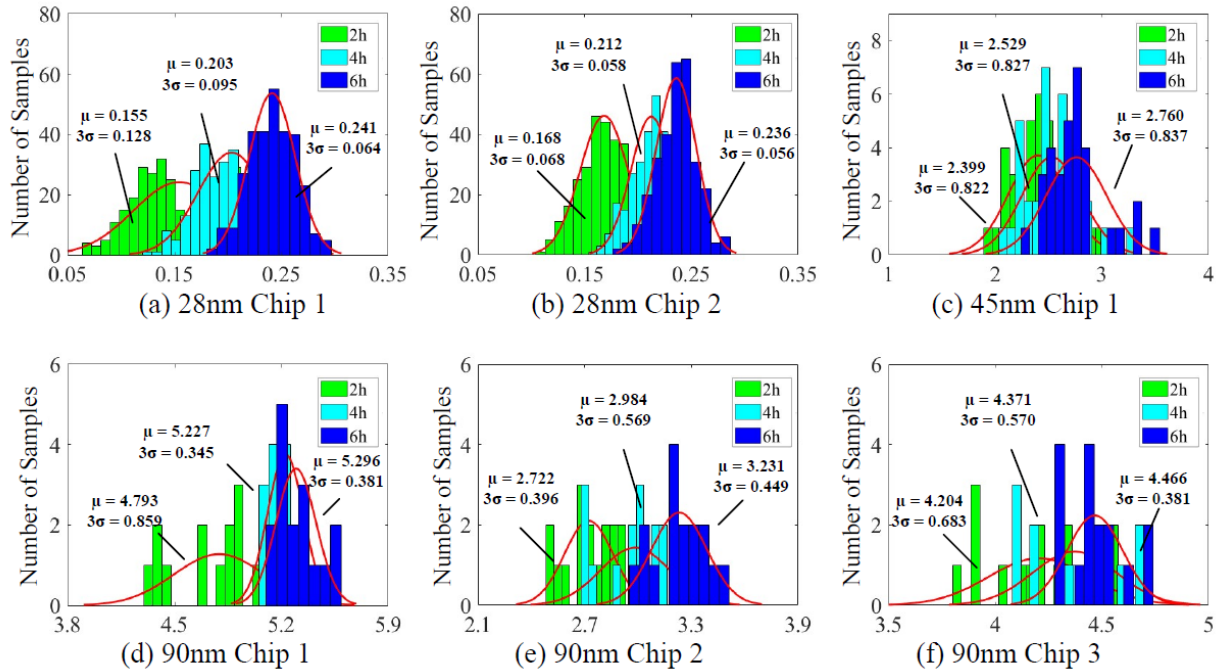 80
60
40
20
0
Number of Samples
μ = 0.155
3σ = 0.128
μ = 0.203
3σ = 0.095
μ = 0.241
3σ = 0.064
2h
4h
6h
0.05
0.15
0.25
0.35
(a) 28nm Chip 1
80
60
40
20
0
Number of Samples
μ = 0.168
3σ = 0.068
μ = 0.212
3σ = 0.058
μ = 0.236
3σ = 0.056
2h
4h
6h
0.05
0.15
0.25
0.35
(b) 28nm Chip 2
8
6
4
2
0
Number of Samples
μ = 2.399
3σ = 0.822
μ = 2.529
3σ = 0.827
μ = 2.760
3σ = 0.837
2h
4h
6h
1
2
3
4
(c) 45nm Chip 1
6
4
2
0
Number of Samples
μ = 4.793
3σ = 0.859
μ = 5.227
3σ = 0.345
μ = 5.296
3σ = 0.381
2h
4h
6h
3.8
4.5
5.2
5.9
(d) 90nm Chip 1
6
4
2
0
Number of Samples
μ = 2.722
3σ = 0.396
μ = 2.984
3σ = 0.569
μ = 3.231
3σ = 0.449
2h
4h
6h
2.1
2.7
3.3
3.9
(e) 90nm Chip 2
6
4
2
0
Number of Samples
μ = 4.204
3σ = 0.683
μ = 4.371
3σ = 0.570
μ = 4.466
3σ = 0.381
2h
4h
6h
3.5
4
4.5
5
(f) 90nm Chip 3